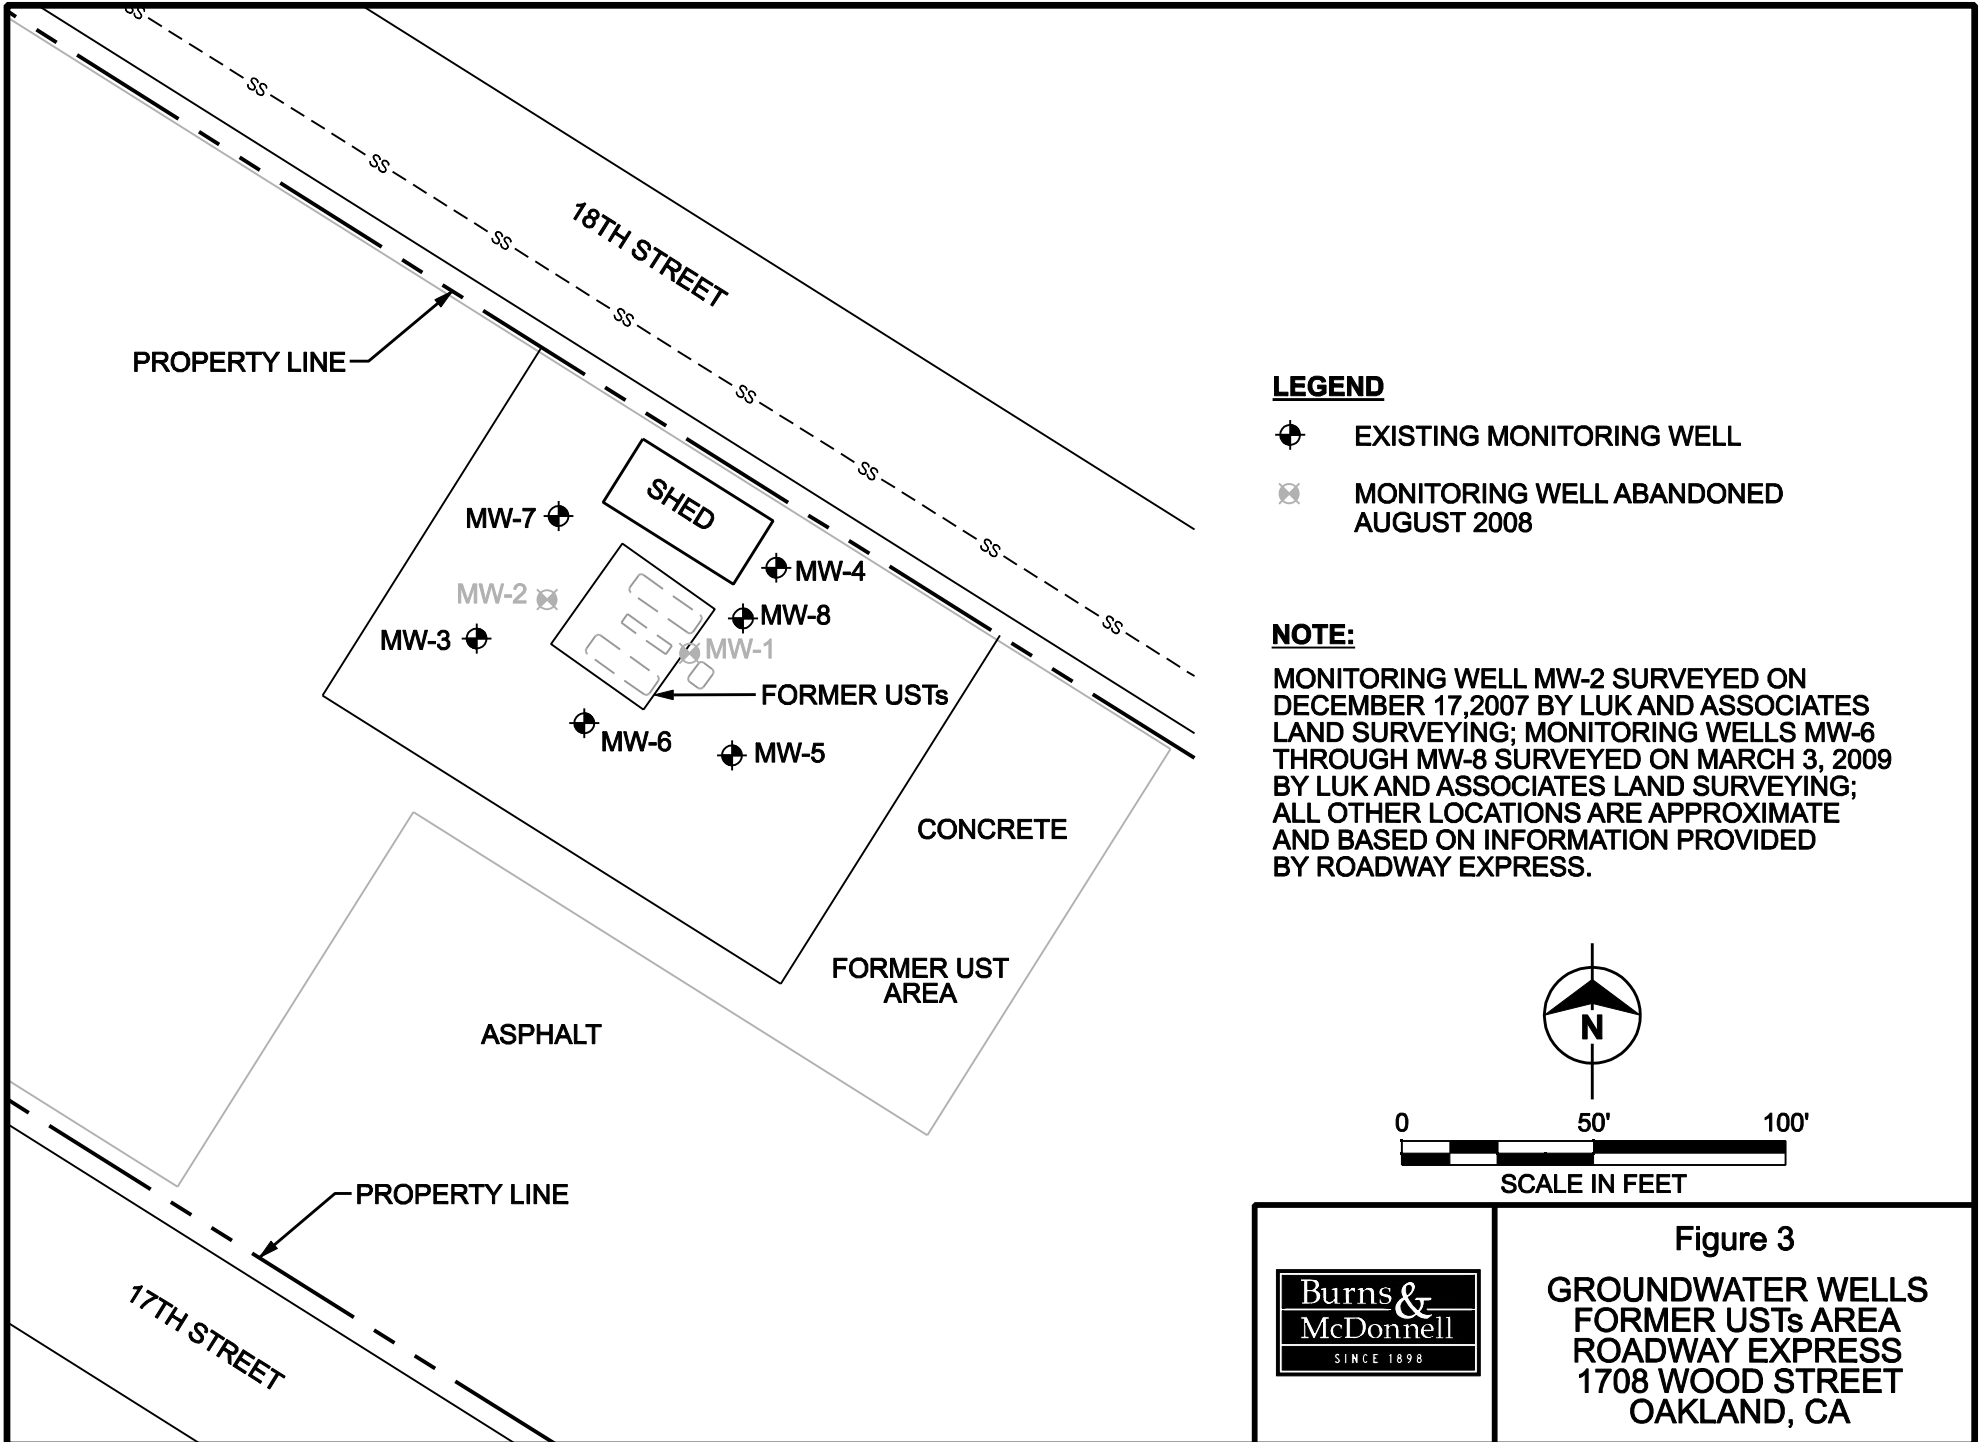 SS
SS
SS
SS
SS
SS
SS
SS
SS
18TH STREET
PROPERTY LINE
SHED
MW-7
MW-4
MW-2
MW-8
MW-3
MW-1
FORMER USTs
MW-6
MW-5
CONCRETE
FORMER UST
AREA
ASPHALT
PROPERTY LINE
17TH STREET
LEGEND
EXISTING MONITORING WELL
MONITORING WELL ABANDONED
AUGUST 2008
NOTE:
MONITORING WELL MW-2 SURVEYED ON
DECEMBER 17,2007 BY LUK AND ASSOCIATES
LAND SURVEYING; MONITORING WELLS MW-6
THROUGH MW-8 SURVEYED ON MARCH 3, 2009
BY LUK AND ASSOCIATES LAND SURVEYING;
ALL OTHER LOCATIONS ARE APPROXIMATE
AND BASED ON INFORMATION PROVIDED
BY ROADWAY EXPRESS.
N
0 50' 100'
SCALE IN FEET
Burns &
McDonnell
SINCE 1898
Figure 3
GROUNDWATER WELLS
FORMER USTs AREA
ROADWAY EXPRESS
1708 WOOD STREET
OAKLAND, CA